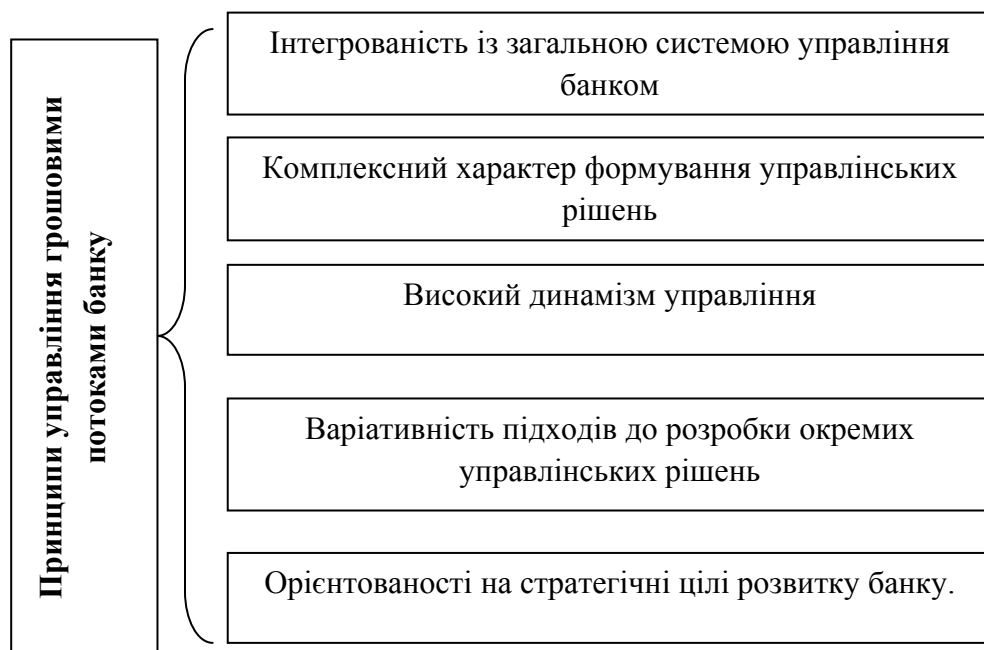 Принципи управління грошовими
потоками банку
Інтегрованість із загальною системою управління
банком
Комплексний характер формування управлінських
рішень
Високий динамізм управління
Варіативність підходів до розробки окремих
управлінських рішень
Орієнтованості на стратегічні цілі розвитку банку.